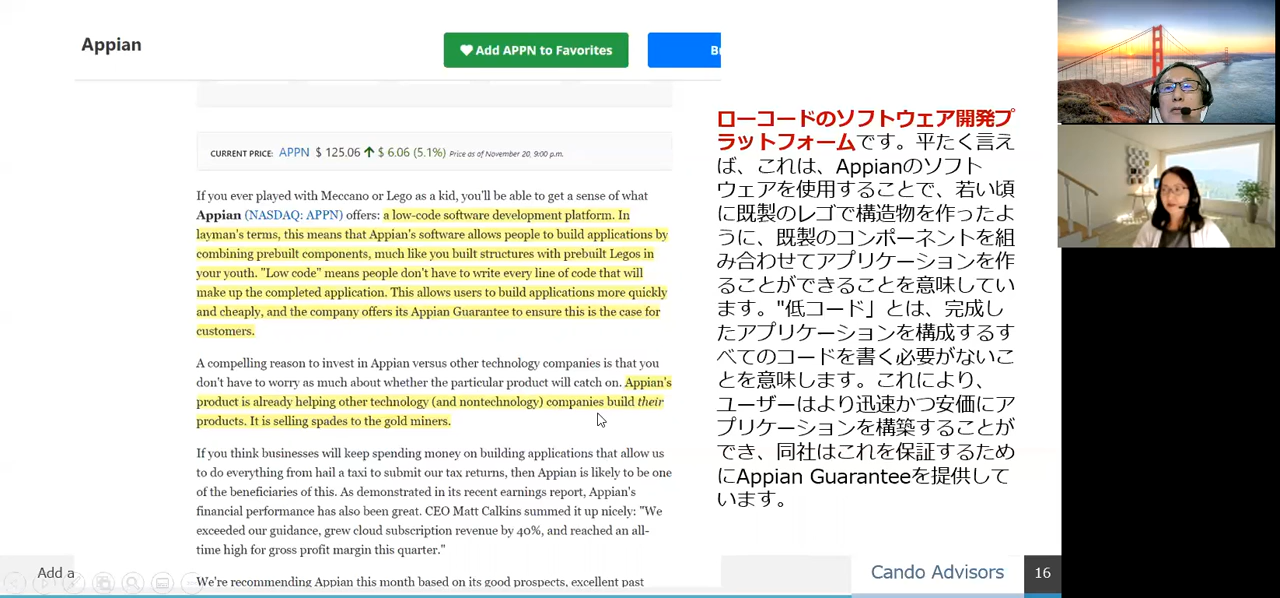 Appian
Add APPN to Favorites
CURRENT PRICE: APPN $ 125.06 $ 6.06 (5.1%) Price as of November 20, 9:00 p.m.
If you ever played with Meccano or Lego as a kid, you'll be able to get a sense of what
Appian (NASDAQ: APPN) offers: a low-code software development platform. In
layman's terms, this means that Appian's software allows people to build applications by
combining prebuilt components, much like you built structures with prebuilt Legos in
your youth. "Low code" means people don't have to write every line of code that will
make up the completed application. This allows users to build applications more quickly
and cheaply, and the company offers its Appian Guarantee to ensure this is the case for
customers.
A compelling reason to invest in Appian versus other technology companies is that you
don't have to worry as much about whether the particular product will catch on. Appian's
product is already helping other technology (and nontechnology) companies build their
products. It is selling spades to the gold miners.
If you think businesses will keep spending money on building applications that allow us
to do everything from hail a taxi to submit our tax returns, then Appian is likely to be one
of the beneficiaries of this. As demonstrated in its recent earnings report, Appian's
financial performance has also been great. CEO Matt Calkins summed it up nicely: "We
exceeded our guidance, grew cloud subscription revenue by 40%, and reached an all-
time high for gross profit margin this quarter."
We're recommending Appian this month based on its good prospects, excellent past
ローコードのソフトウェア開発プ
ラットフォームです。平たく言え
ば、これは、Appianのソフト
ウェアを使用することで、若い頃
に既製のレゴで構造物を作ったよ
うに、既製のコンポーネントを組
み合わせてアプリケーションを作
ることができることを意味してい
ます。"低コード」とは、完成し
たアプリケーションを構成するす
べてのコードを書く必要がないこ
とを意味します。これにより、
ユーザーはより迅速かつ安価にア
プリケーションを構築することが
でき、同社はこれを保証するため
にAppian Guaranteeを提供して
います。
Add a
Cando Advisors
16